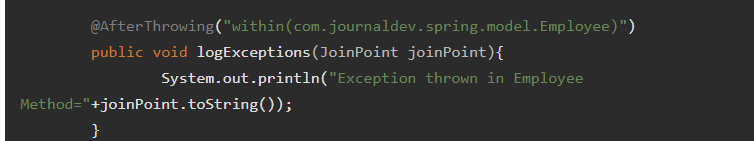 @AfterThrowing("within(com.journaldev.spring.model.Employee)")
public void logExceptions(JoinPoint joinPoint){
System.out.println("Exception thrown in Employee
Method="+joinPoint.toString());
}